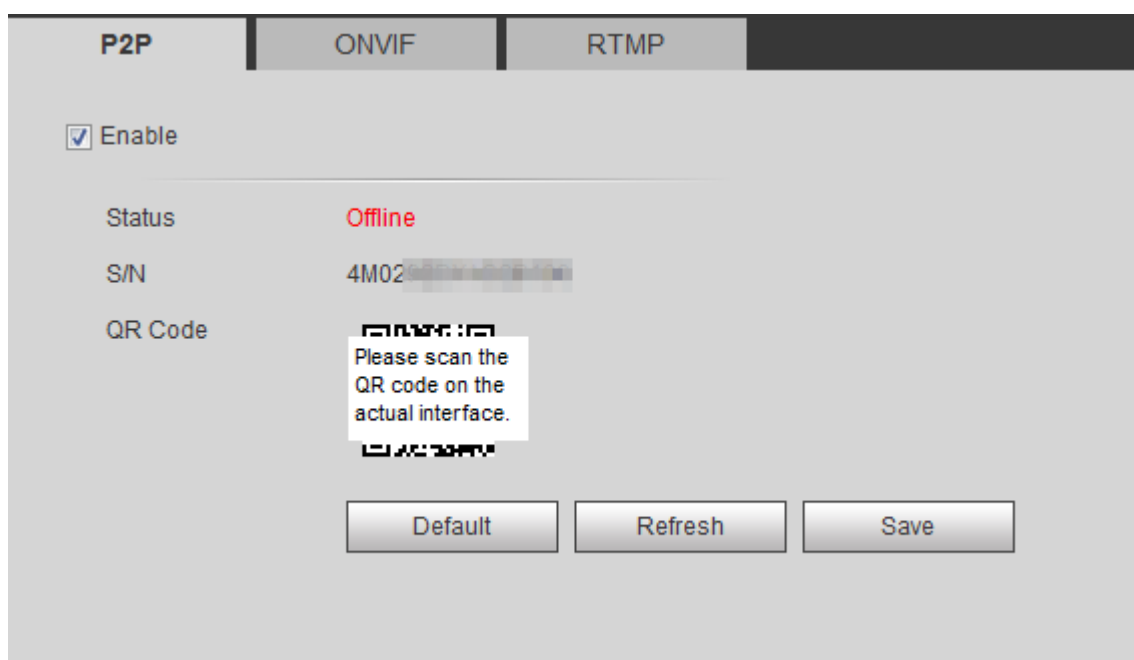 P2P ONVIF RTMP
Enable
Status Offline
S/N 4M02
QR Code
Please scan the
QR code on the
actual interface.
Default Refresh Save